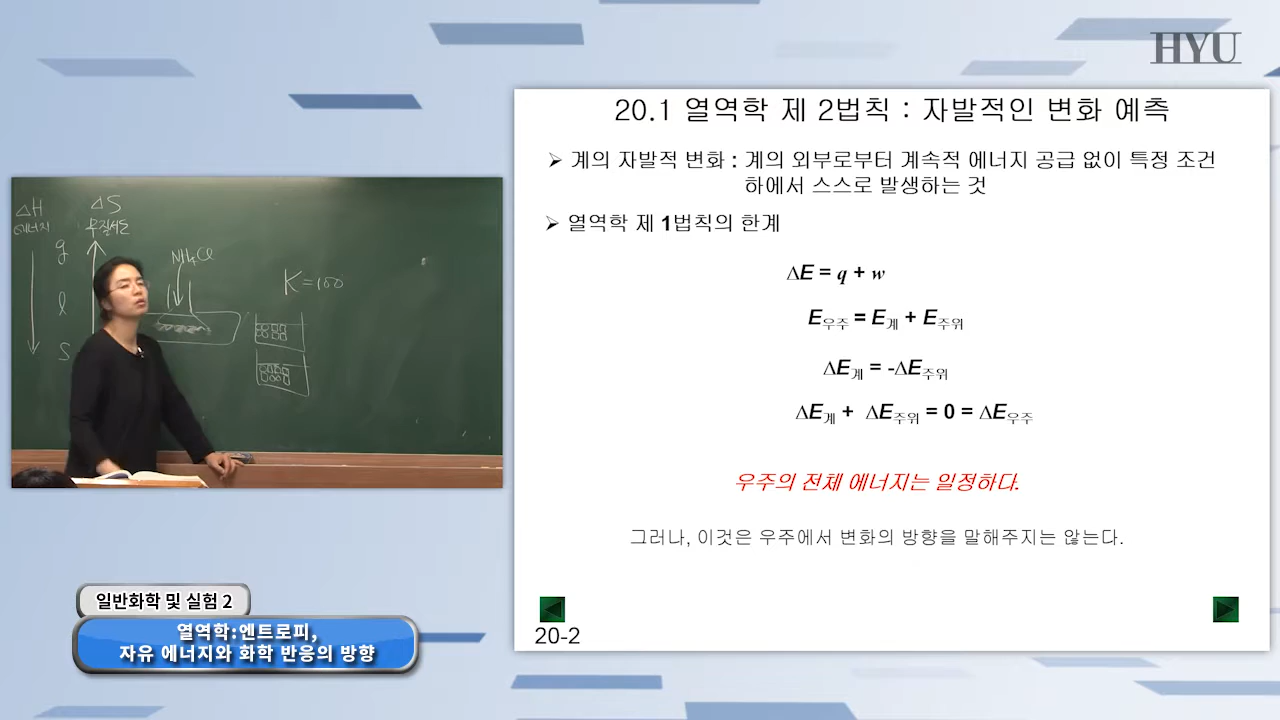 HYU
20.1 열역학 제 2법칙 : 자발적인 변화 예측
➢ 계의 자발적 변화 : 계의 외부로부터 계속적 에너지 공급 없이 특정 조건
하에서 스스로 발생하는 것
➢ 열역학 제 1법칙의 한계
∆E = q + w
E우주 = E계 + E주위
∆E계 = -∆E주위
∆E계 + ∆E주위 = 0 = ∆E우주
우주의 전체 에너지는 일정하다.
그러나, 이것은 우주에서 변화의 방향을 말해주지는 않는다.
20-2
△H
에너지
△S
무질서도
g
l
s
NH₄Cl
K=100
일반화학 및 실험 2
열역학:엔트로피,
자유 에너지와 화학 반응의 방향